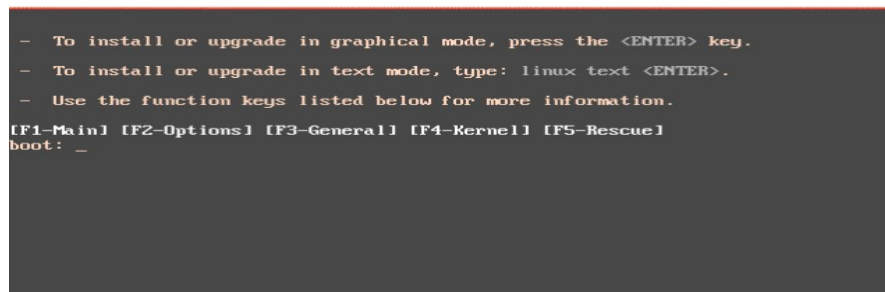 - To install or upgrade in graphical mode, press the <ENTER> key.
- To install or upgrade in text mode, type: linux text <ENTER>.
- Use the function keys listed below for more information.
[F1-Main] [F2-Options] [F3-General] [F4-Kernel] [F5-Rescue]
boot: _